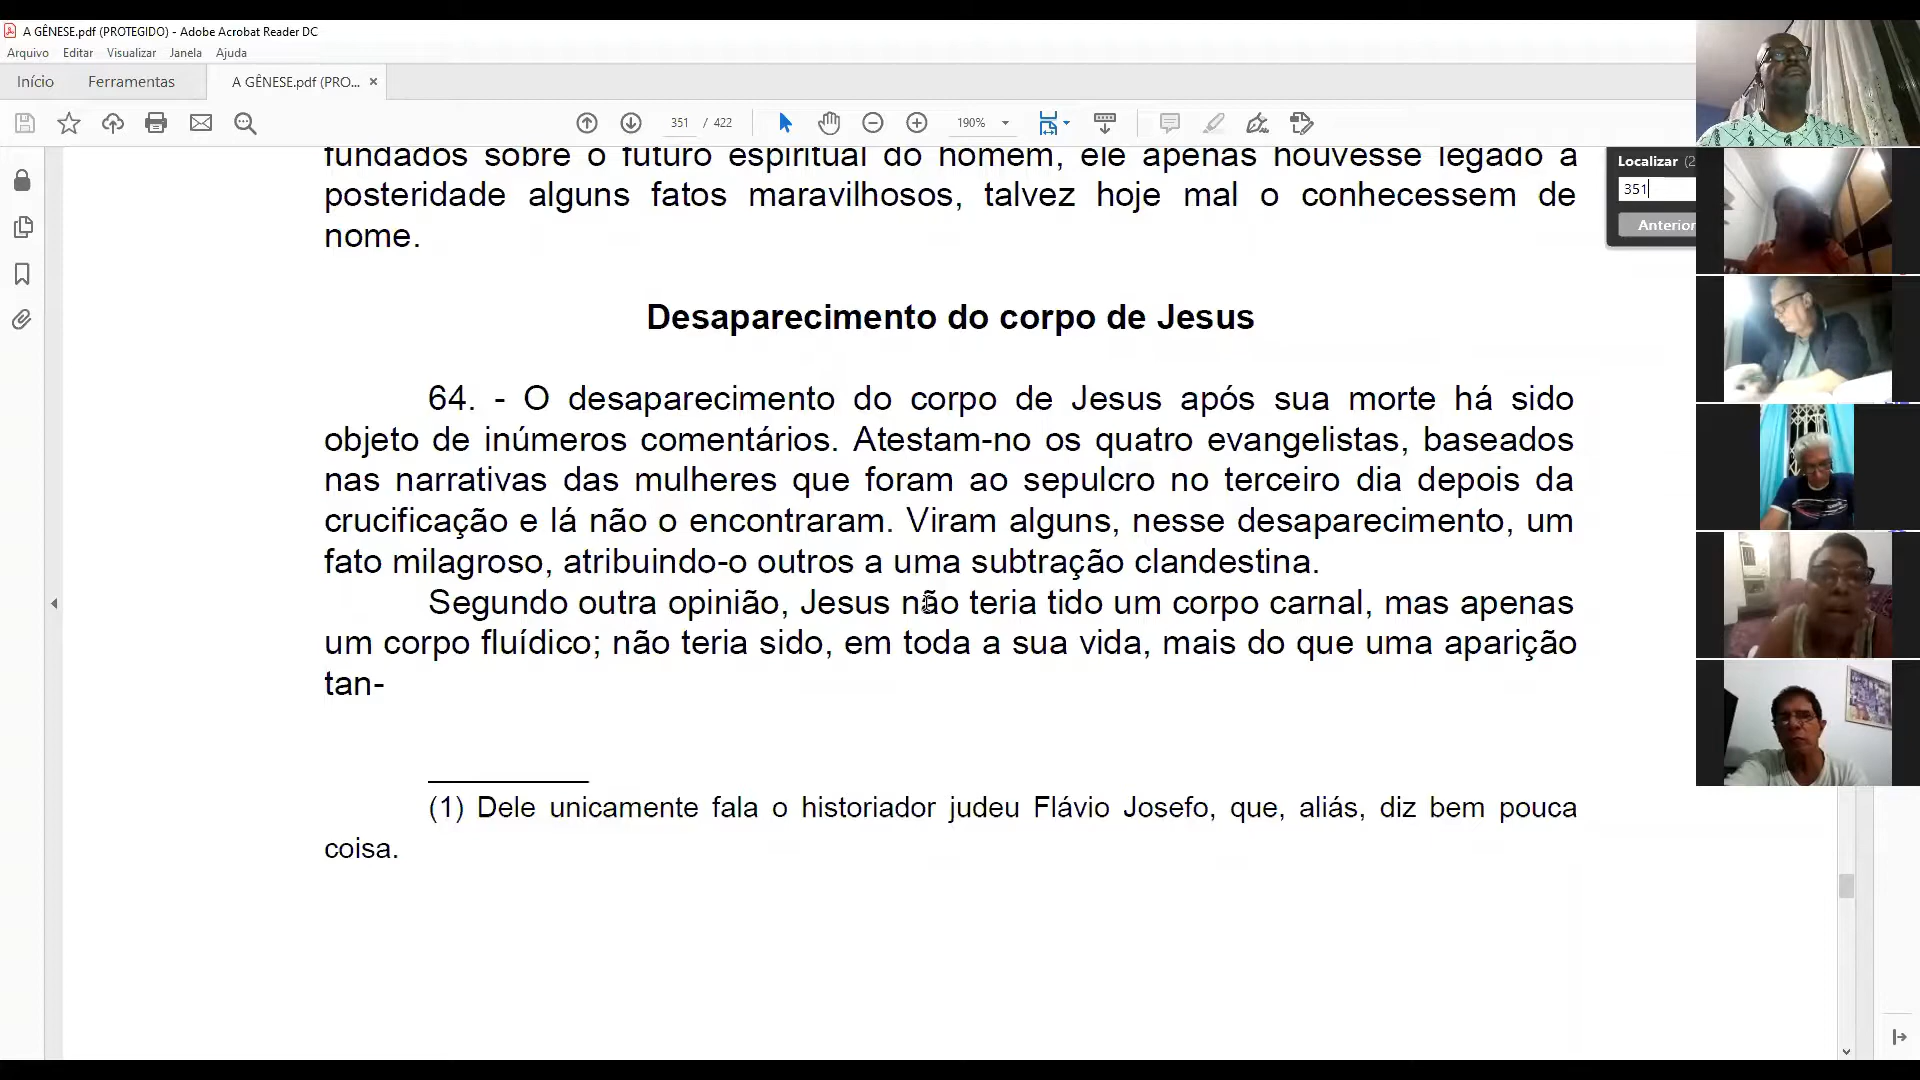 A GÊNESE.pdf (PROTEGIDO) - Adobe Acrobat Reader DC
Arquivo Editar Visualizar Janela Ajuda
Início Ferramentas A GÊNESE.pdf (PRO... ×
351 / 422 190%
fundados sobre o futuro espiritual do homem, ele apenas houvesse legado à
posteridade alguns fatos maravilhosos, talvez hoje mal o conhecessem de
nome.
Localizar (2
351
Anterior
Desaparecimento do corpo de Jesus
64. - O desaparecimento do corpo de Jesus após sua morte há sido
objeto de inúmeros comentários. Atestam-no os quatro evangelistas, baseados
nas narrativas das mulheres que foram ao sepulcro no terceiro dia depois da
crucificação e lá não o encontraram. Viram alguns, nesse desaparecimento, um
fato milagroso, atribuindo-o outros a uma subtração clandestina.
Segundo outra opinião, Jesus não teria tido um corpo carnal, mas apenas
um corpo fluídico; não teria sido, em toda a sua vida, mais do que uma aparição
tan-
(1) Dele unicamente fala o historiador judeu Flávio Josefo, que, aliás, diz bem pouca
coisa.